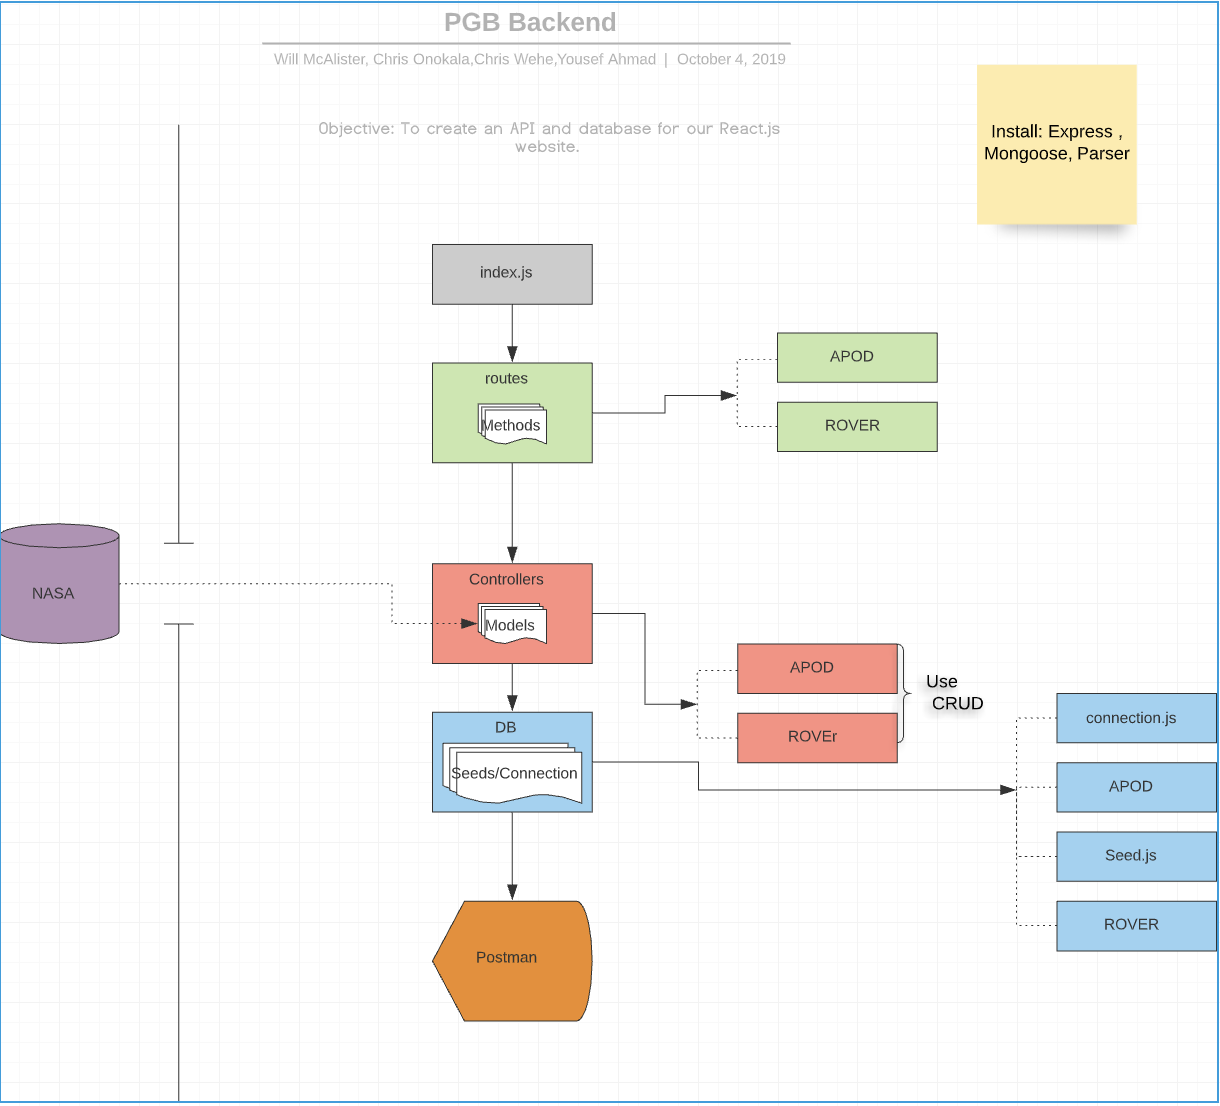 PGB Backend
Will McAlister, Chris Onokala,Chris Wehe,Yousef Ahmad | October 4, 2019
Objective: To create an API and database for our React.js
website.
Install: Express ,
Mongoose, Parser
index.js
routes
Methods
APOD
ROVER
NASA
Controllers
Models
APOD
ROVEr
Use
CRUD
DB
Seeds/Connection
connection.js
APOD
Seed.js
ROVER
Postman